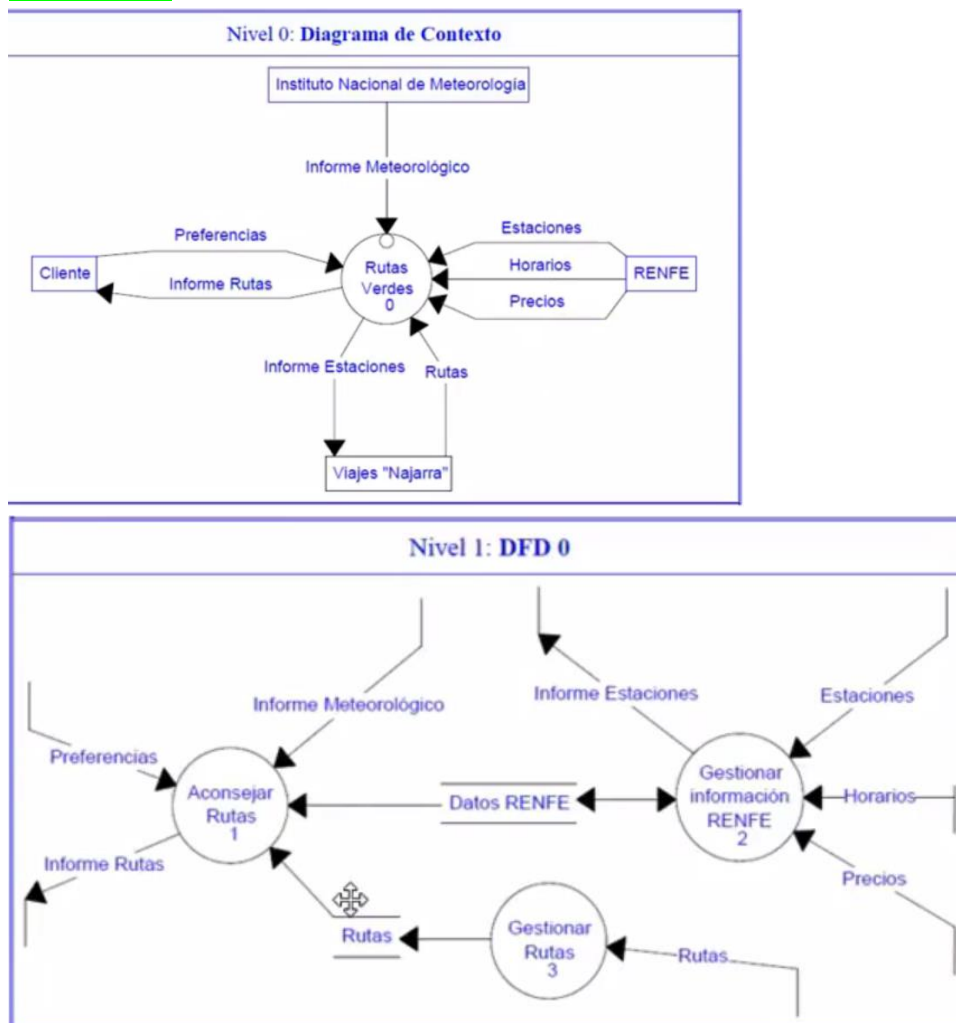 Nivel 0: Diagrama de Contexto
Instituto Nacional de Meteorología
Informe Meteorológico
Preferencias
Estaciones
Cliente
Informe Rutas
Rutas
Verdes
0
Horarios
RENFE
Precios
Informe Estaciones
Rutas
Viajes "Najarra"
Nivel 1: DFD 0
Informe Meteorológico
Informe Estaciones
Estaciones
Preferencias
Aconsejar
Rutas
1
Datos RENFE
Gestionar
información
RENFE
2
Horarios
Informe Rutas
Precios
Rutas
Gestionar
Rutas
3
Rutas